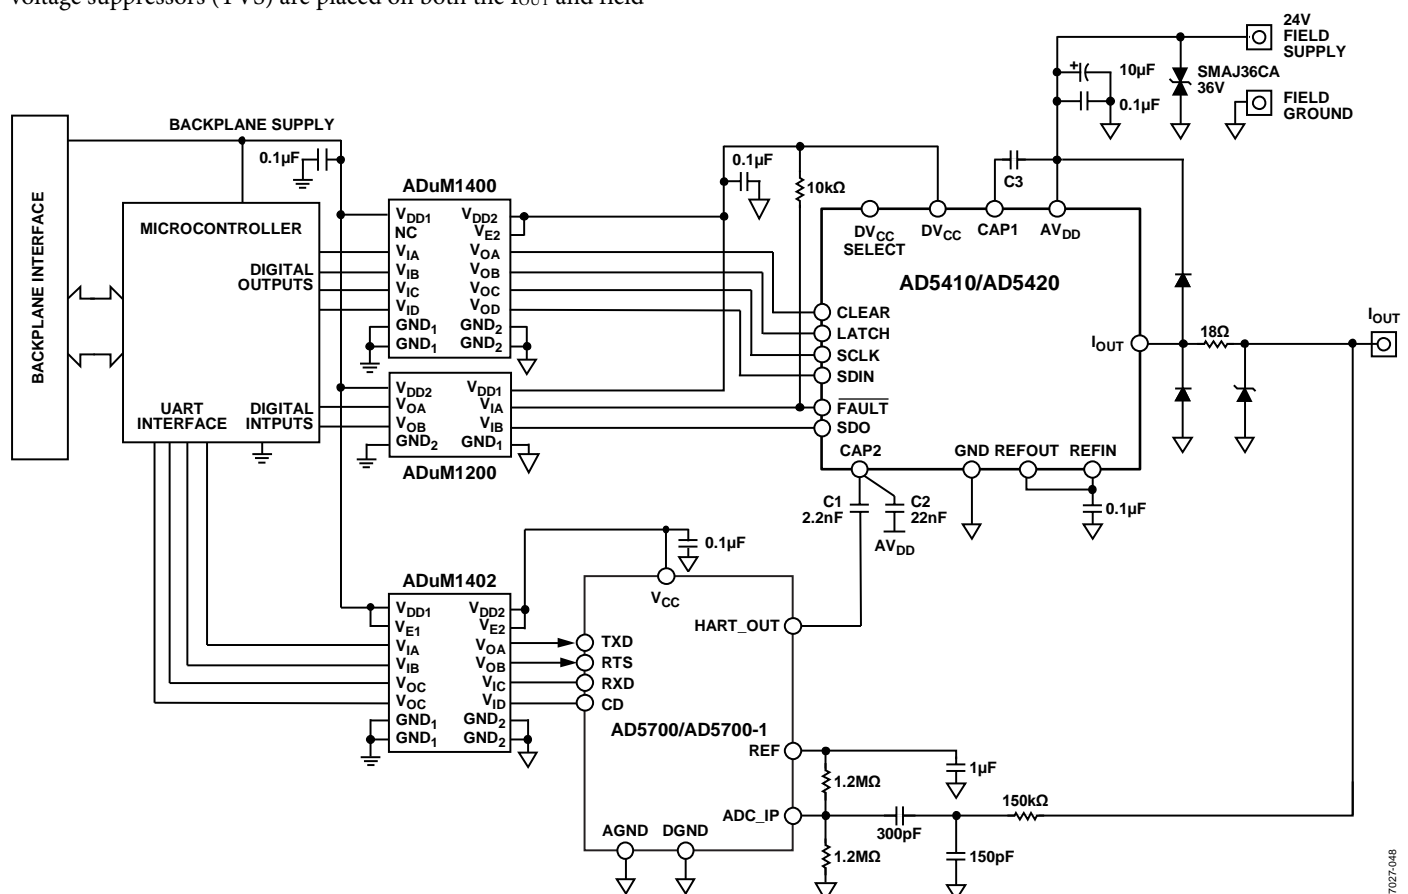 voltage suppressors (TVS) are placed on both the IOUT and field
24V
FIELD
SUPPLY
10µF
SMAJ36CA
36V
0.1µF
FIELD
GROUND
BACKPLANE SUPPLY
0.1µF
BACKPLANE INTERFACE
MICROCONTROLLER
DIGITAL
OUTPUTS
UART
INTERFACE
DIGITAL
INTPUTS
ADuM1400
VDD1
NC
VIA
VIB
VIC
VID
GND1
GND1
VDD2
VE2
VOA
VOB
VOC
VOD
GND2
GND2
VDD2
VOA
VOB
GND2
VDD1
VIA
VIB
GND1
ADuM1200
0.1µF
10kΩ
C3
DVCC
SELECT
DVCC
CAP1
AVDD
AD5410/AD5420
CLEAR
LATCH
SCLK
SDIN
FAULT
SDO
IOUT
18Ω
IOUT
CAP2
GND
REFOUT
REFIN
C1
2.2nF
C2
22nF
AVDD
0.1µF
0.1µF
ADuM1402
VDD1
VE1
VIA
VIB
VOC
VOC
GND1
GND1
VDD2
VE2
VOA
VOB
VIC
VID
GND2
GND2
VCC
HART_OUT
TXD
RTS
RXD
CD
AD5700/AD5700-1
REF
1.2MΩ
1µF
ADC_IP
300pF
150kΩ
AGND
DGND
1.2MΩ
150pF
7027-048